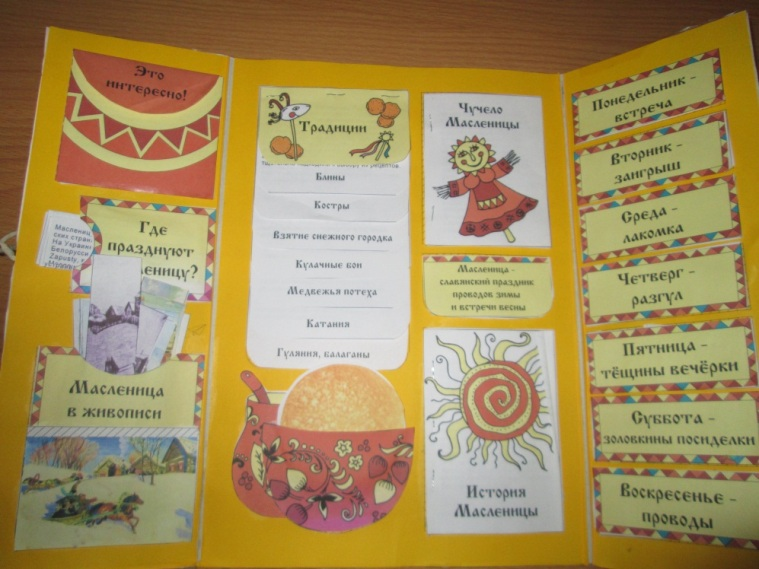 Это
интересно!
Где
празднуют
Масленицу?
Масленица
в живописи
Традиции
Блины
Костры
Взятие снежного городка
Кулачные бои
Медвежья потеха
Катания
Гуляния, балаганы
Чучело
Масленицы
Масленица -
славянский праздник
проводов зимы
и встречи весны
История
Масленицы
Понедельник -
встреча
Вторник -
заигрыш
Среда -
лакомка
Четверг -
разгул
Пятница -
тёщины вечёрки
Суббота -
золовкины посиделки
Воскресенье -
проводы